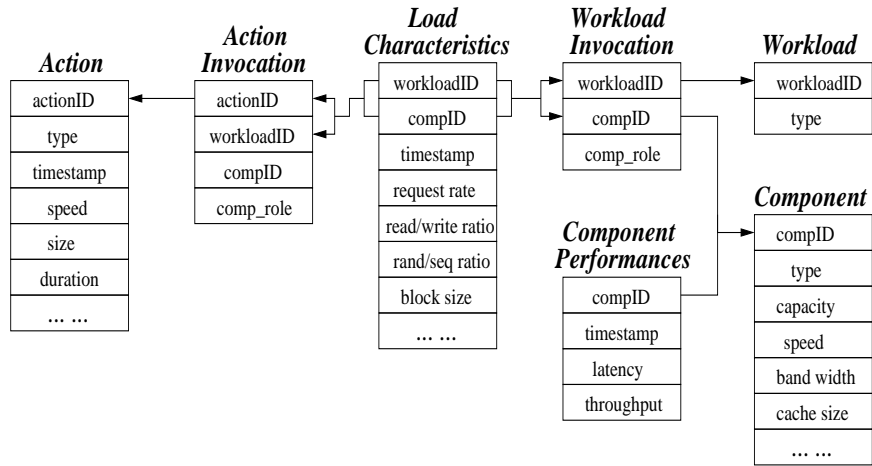 Action
actionID
type
timestamp
speed
size
duration
... ...
Action
Invocation
actionID
workloadID
compID
comp_role
Load
Characteristics
workloadID
compID
timestamp
request rate
read/write ratio
rand/seq ratio
block size
... ...
Workload
Invocation
workloadID
compID
comp_role
Component
Performances
compID
timestamp
latency
throughput
Workload
workloadID
type
Component
compID
type
capacity
speed
band width
cache size
... ...